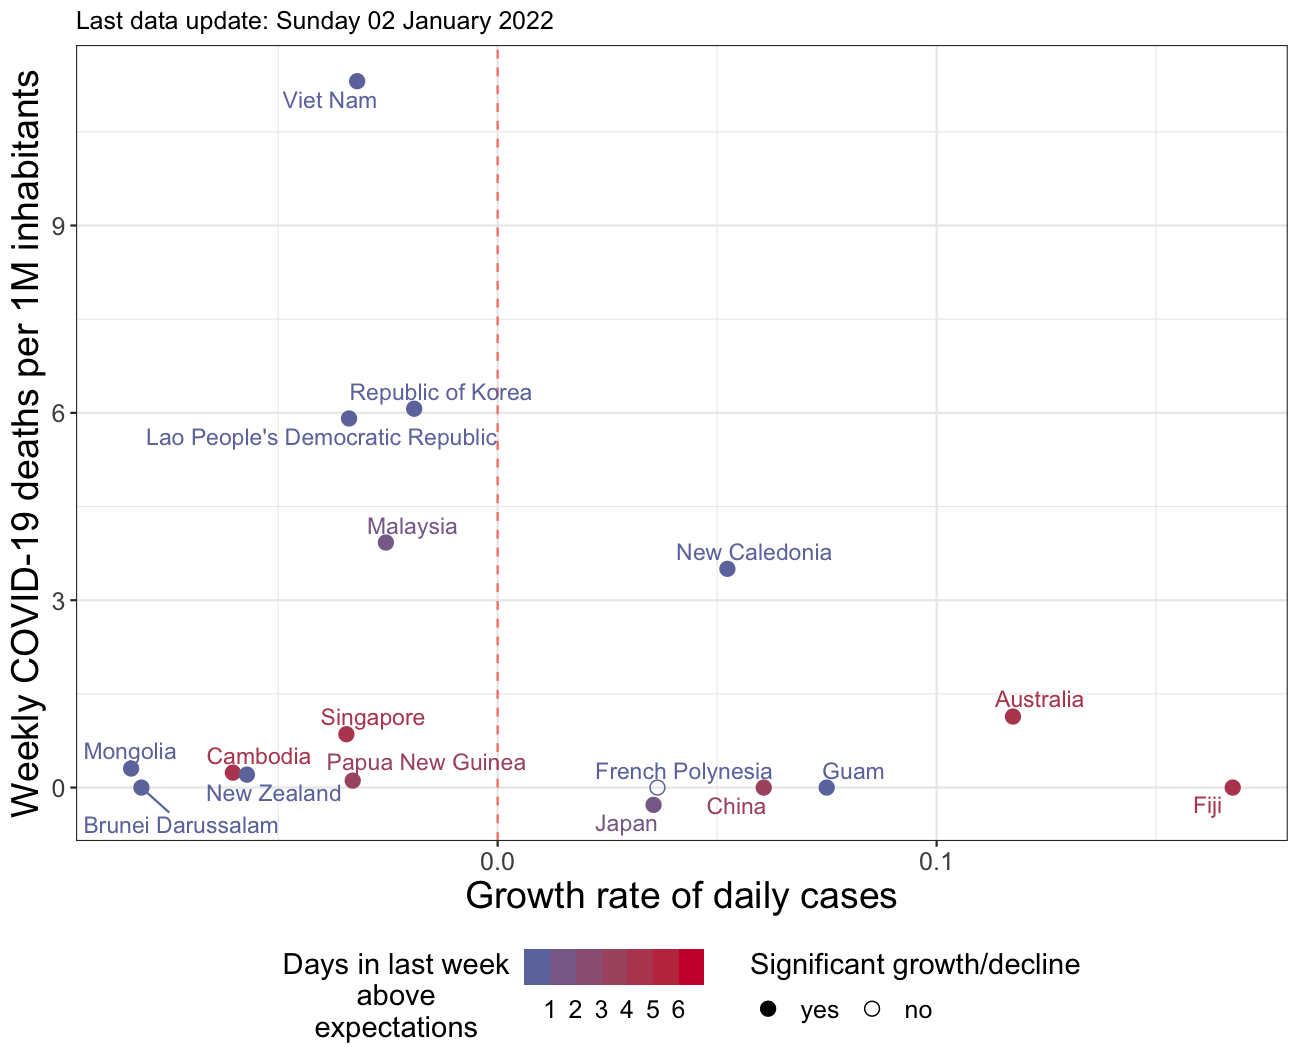 Last data update: Sunday 02 January 2022
Weekly COVID-19 deaths per 1M inhabitants
Viet Nam
9
Republic of Korea
6
Lao People's Democratic Republic
Malaysia
New Caledonia
3
Australia
Singapore
Mongolia
Cambodia
Papua New Guinea
French Polynesia
Guam
0
New Zealand
China
Fiji
Brunei Darussalam
Japan
0.0
0.1
Growth rate of daily cases
Days in last week
above
expectations
1 2 3 4 5 6
Significant growth/decline
yes no